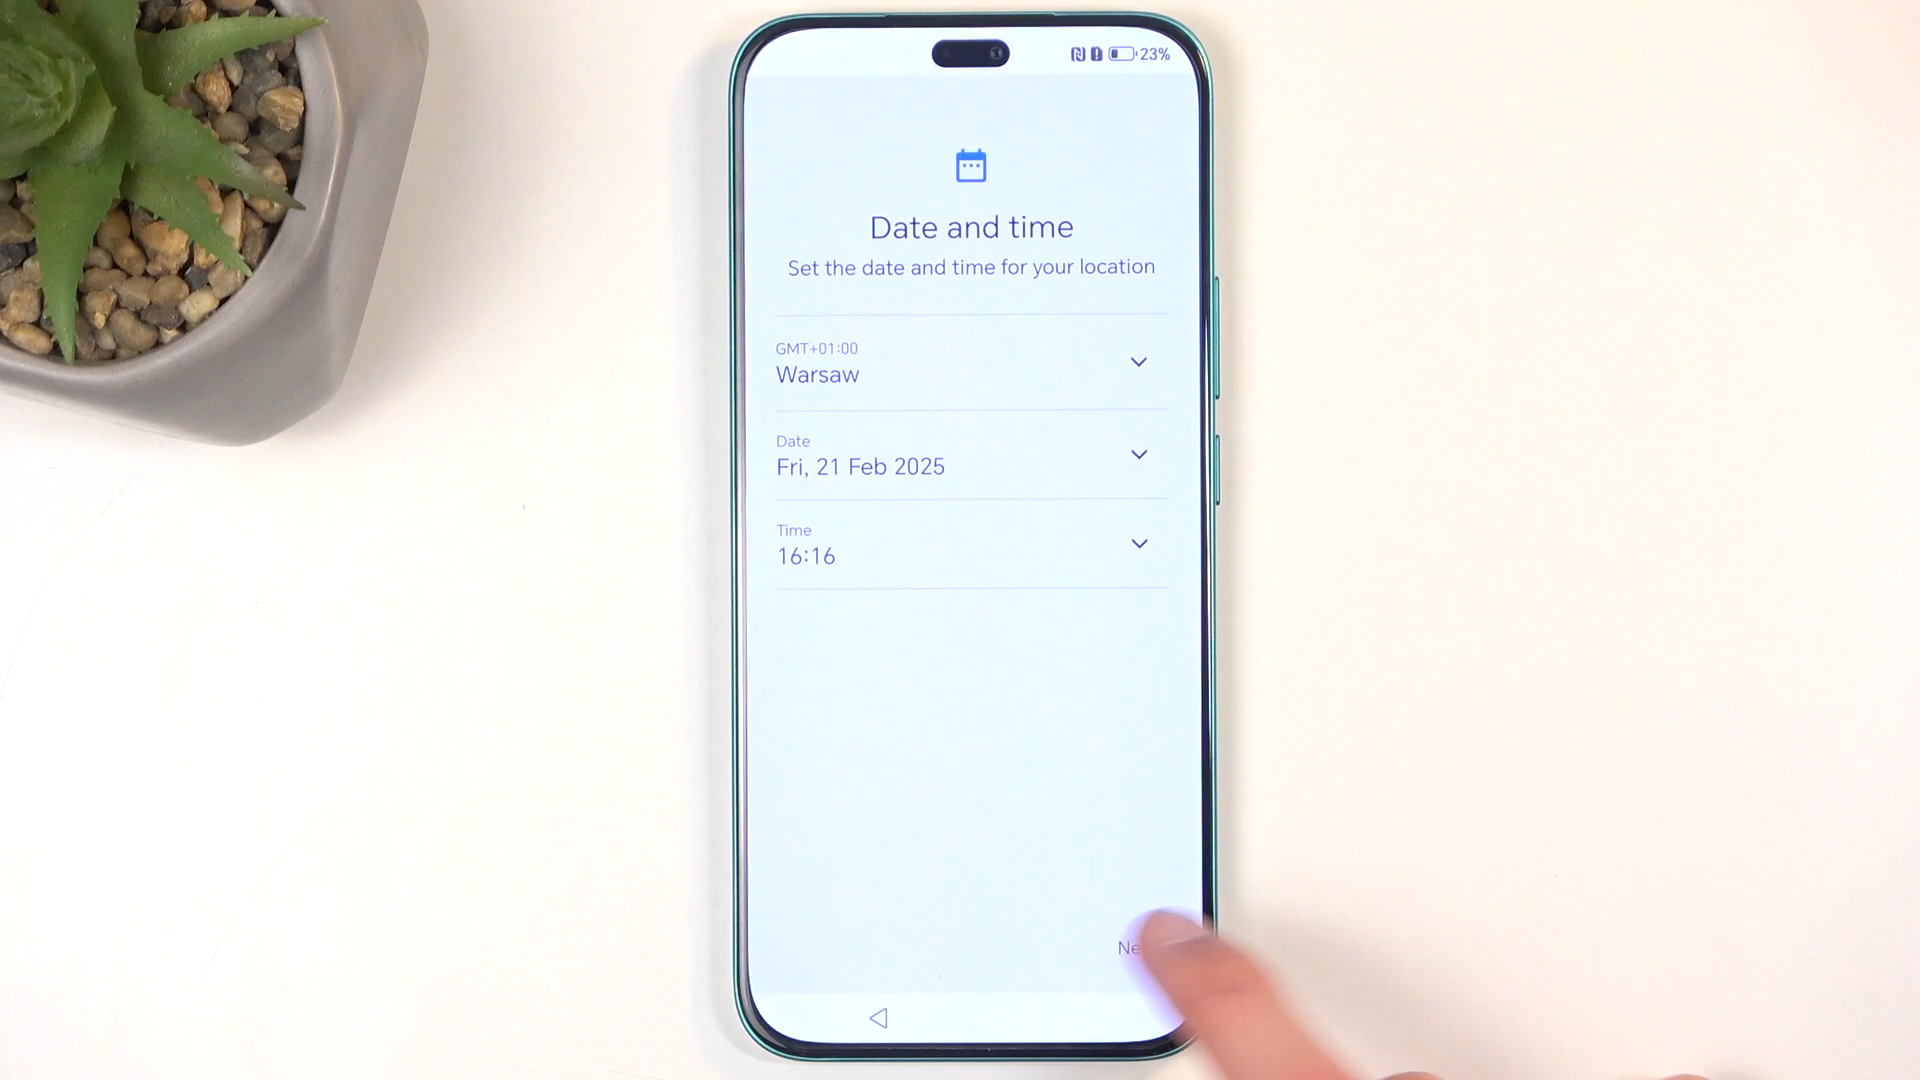 23%
Date and time
Set the date and time for your location
GMT+01:00
Warsaw
Date
Fri, 21 Feb 2025
Time
16:16